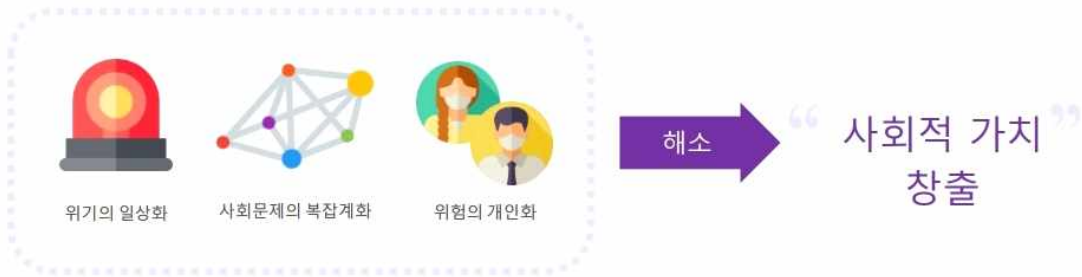 위기의 일상화
사회문제의 복잡계화
위험의 개인화
해소
“ 사회적 가치 ”
창출